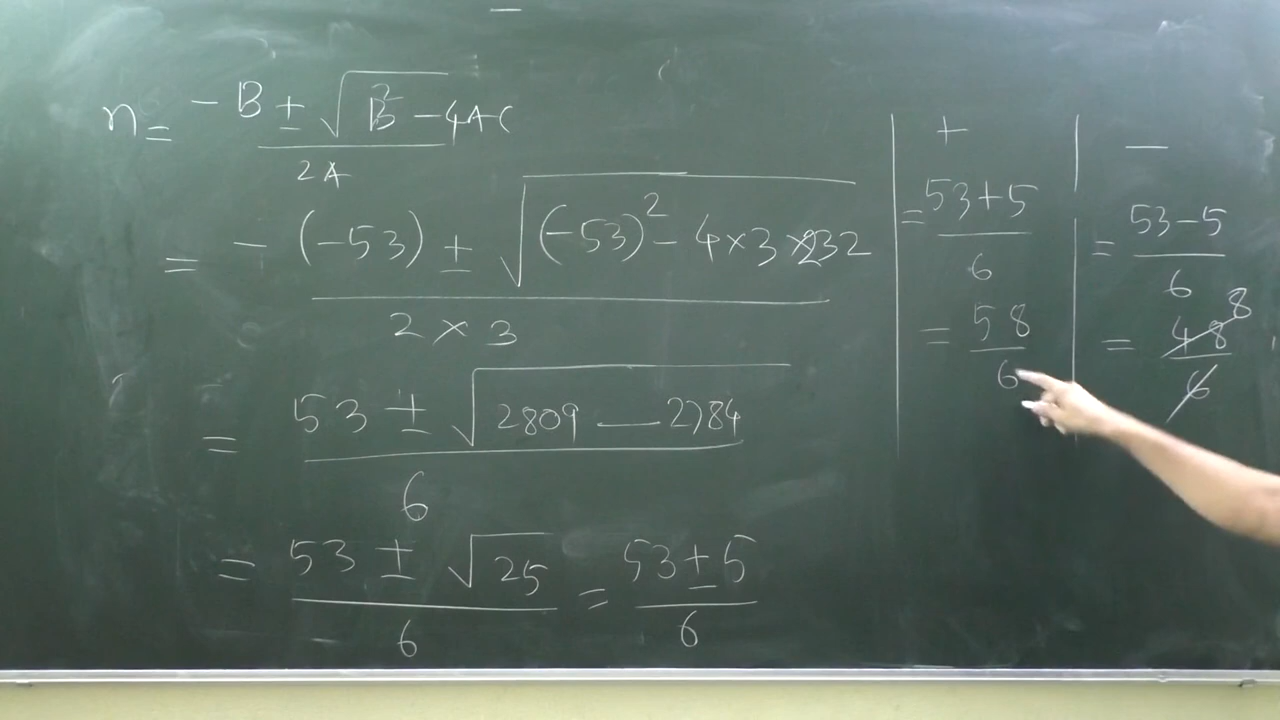 n = -B ± √B² - 4AC
2A
= -(-53) ± √(-53)² - 4×3×232
2 × 3
= 53 ± √2809 — 2784
6
= 53 ± √25 = 53 ± 5
6 6
+
= 53+5
6
= 58
6
−
= 53-5
6
= 48 8
6